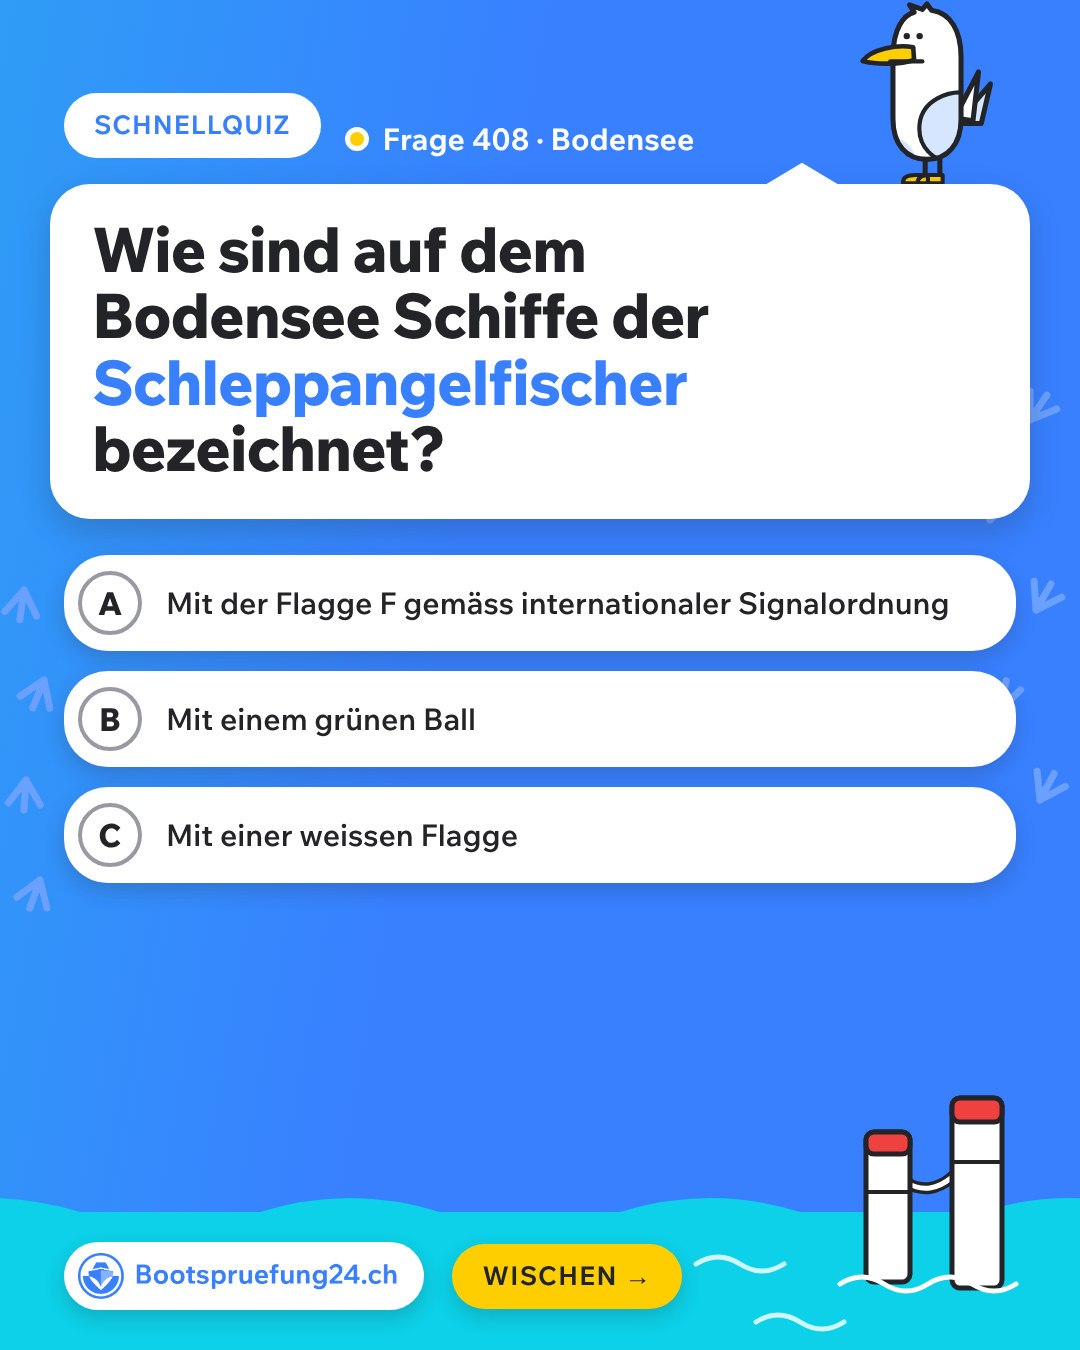 SCHNELLQUIZ
Frage 408 · Bodensee
Wie sind auf dem
Bodensee Schiffe der
Schleppangelfischer
bezeichnet?
A Mit der Flagge F gemäss internationaler Signalordnung
B Mit einem grünen Ball
C Mit einer weissen Flagge
Bootspruefung24.ch
WISCHEN →